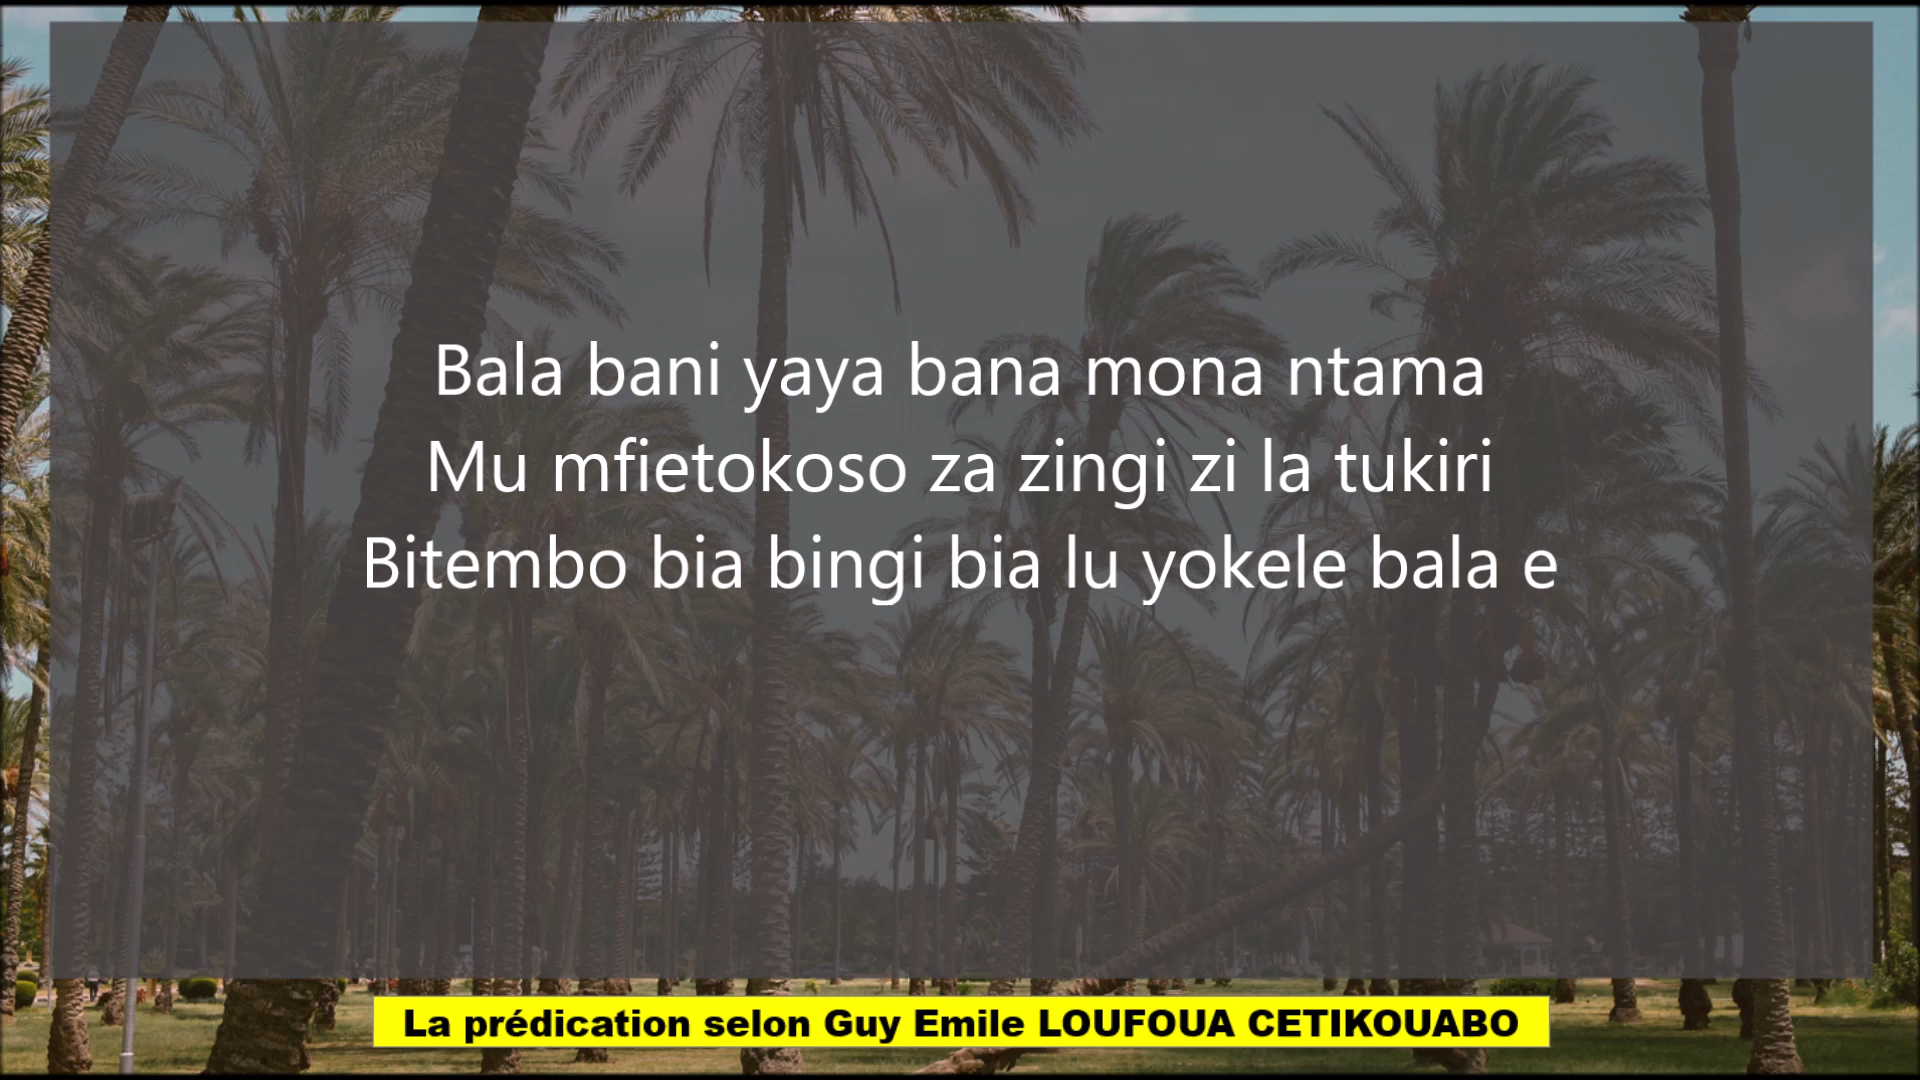 Bala bani yaya bana mona ntama
Mu mfietokoso za zingi zi la tukiri
Bitembo bia bingi bia lu yokele bala e
La prédication selon Guy Emile LOUFOUA CETIKOUABO